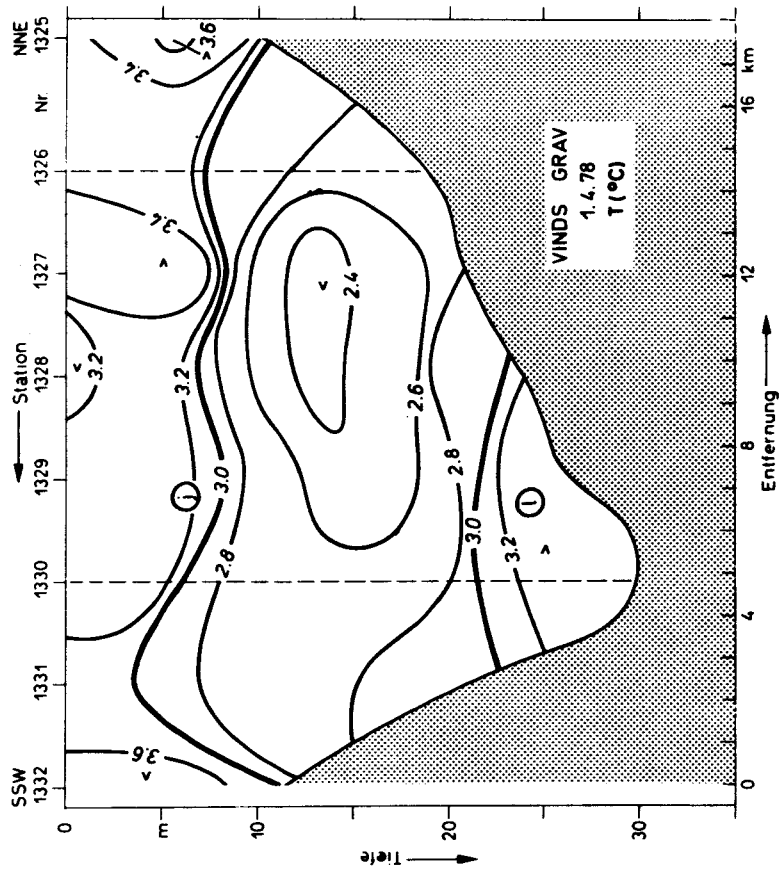 SSW ← Station Nr. NNE
1332 1331 1330 1329 1328 1327 1326 1325
0
m
10
20
30
Tiefe →
3.6
3.2
3.4
3.4
3.6
3.2
j
3.0
2.8
2.4
2.6
2.8
3.0
3.2
l
VINDS GRAV
1.4.78
T (°C)
0 4 8 12 16 km
Entfernung →